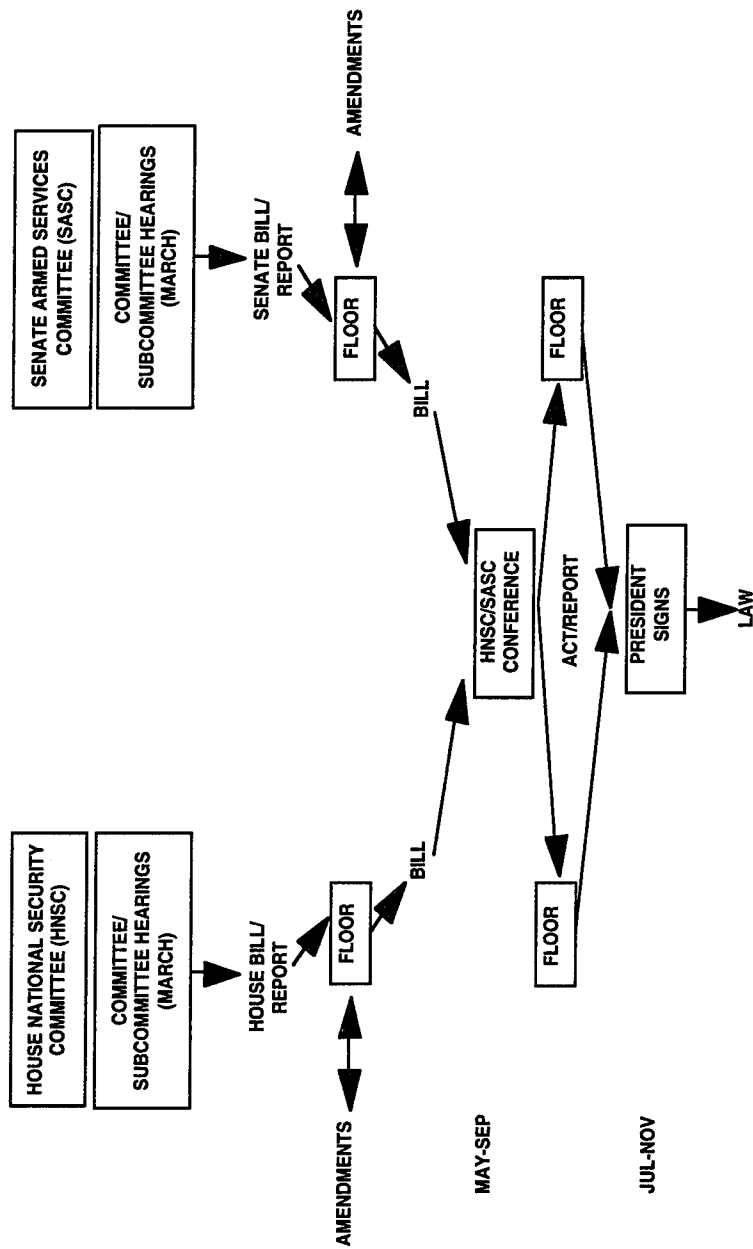 HOUSE NATIONAL SECURITY
COMMITTEE (HNSC)
COMMITTEE/
SUBCOMMITTEE HEARINGS
(MARCH)
HOUSE BILL/
REPORT
AMENDMENTS
FLOOR
BILL
SENATE ARMED SERVICES
COMMITTEE (SASC)
COMMITTEE/
SUBCOMMITTEE HEARINGS
(MARCH)
SENATE BILL/
REPORT
FLOOR
AMENDMENTS
BILL
MAY-SEP
HNSC/SASC
CONFERENCE
FLOOR
ACT/REPORT
FLOOR
JUL-NOV
PRESIDENT
SIGNS
LAW